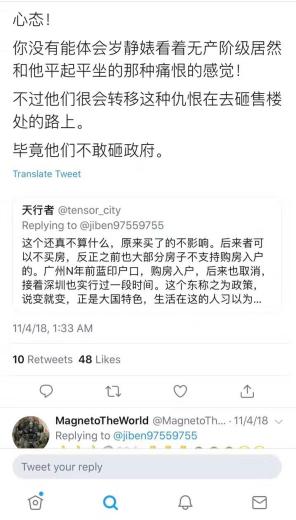 心态！
你没有能体会岁静婊看着无产阶级居然
和他平起平坐的那种痛恨的感觉！
不过他们很会转移这种仇恨在去砸售楼
处的路上。
毕竟他们不敢砸政府。
Translate Tweet
天行者 @tensor_city
Replying to @jiben97559755
这个还真不算什么，原来买了的不影响。后来者可
以不买房，反正之前也大部分房子不支持购房入户
的。广州N年前蓝印户口，购房入户，后来也取消，
接着深圳也实行过一段时间。这个东称之为政策，
说变就变，正是大国特色，生活在这的人习以为...
11/4/18, 1:33 AM
10 Retweets 48 Likes
MagnetoTheWorld @MagnetoTh... · 11/4/18
Replying to @jiben97559755
Tweet your reply